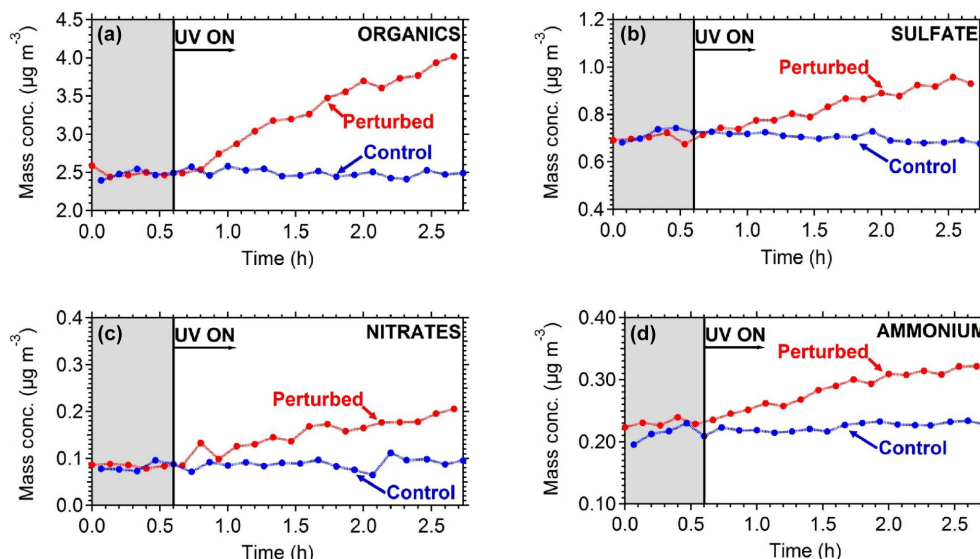 (a) UV ON ORGANICS
Mass conc. (µg m⁻³)
4.5
4.0
3.5
3.0
2.5
2.0
Perturbed
Control
0.0 0.5 1.0 1.5 2.0 2.5
Time (h)
(b) UV ON SULFATE
Mass conc. (µg m⁻³)
1.2
1.0
0.8
0.6
0.4
Perturbed
Control
0.0 0.5 1.0 1.5 2.0 2.5
Time (h)
(c) UV ON NITRATES
Mass conc. (µg m⁻³)
0.4
0.3
0.2
0.1
0.0
Perturbed
Control
0.0 0.5 1.0 1.5 2.0 2.5
Time (h)
(d) UV ON AMMONIUM
Mass conc. (µg m⁻³)
0.40
0.30
0.20
0.10
Perturbed
Control
0.0 0.5 1.0 1.5 2.0 2.5
Time (h)